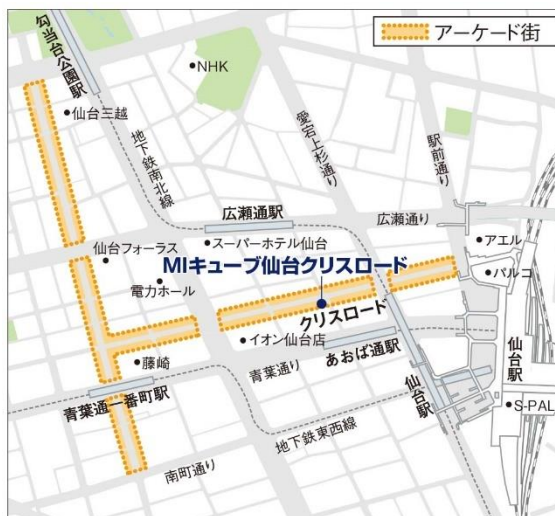 アーケード街
勾当台公園駅
NHK
仙台三越
地下鉄南北線
愛宕上杉通り
駅前通り
広瀬通駅
広瀬通り
仙台フォーラス
スーパーホテル仙台
アエル
MIキューブ仙台クリスロード
パルコ
電力ホール
クリスロード
イオン仙台店
藤崎
青葉通り
あおば通駅
仙台駅
仙台駅
青葉通一番町駅
S-PAL
地下鉄東西線
南町通り